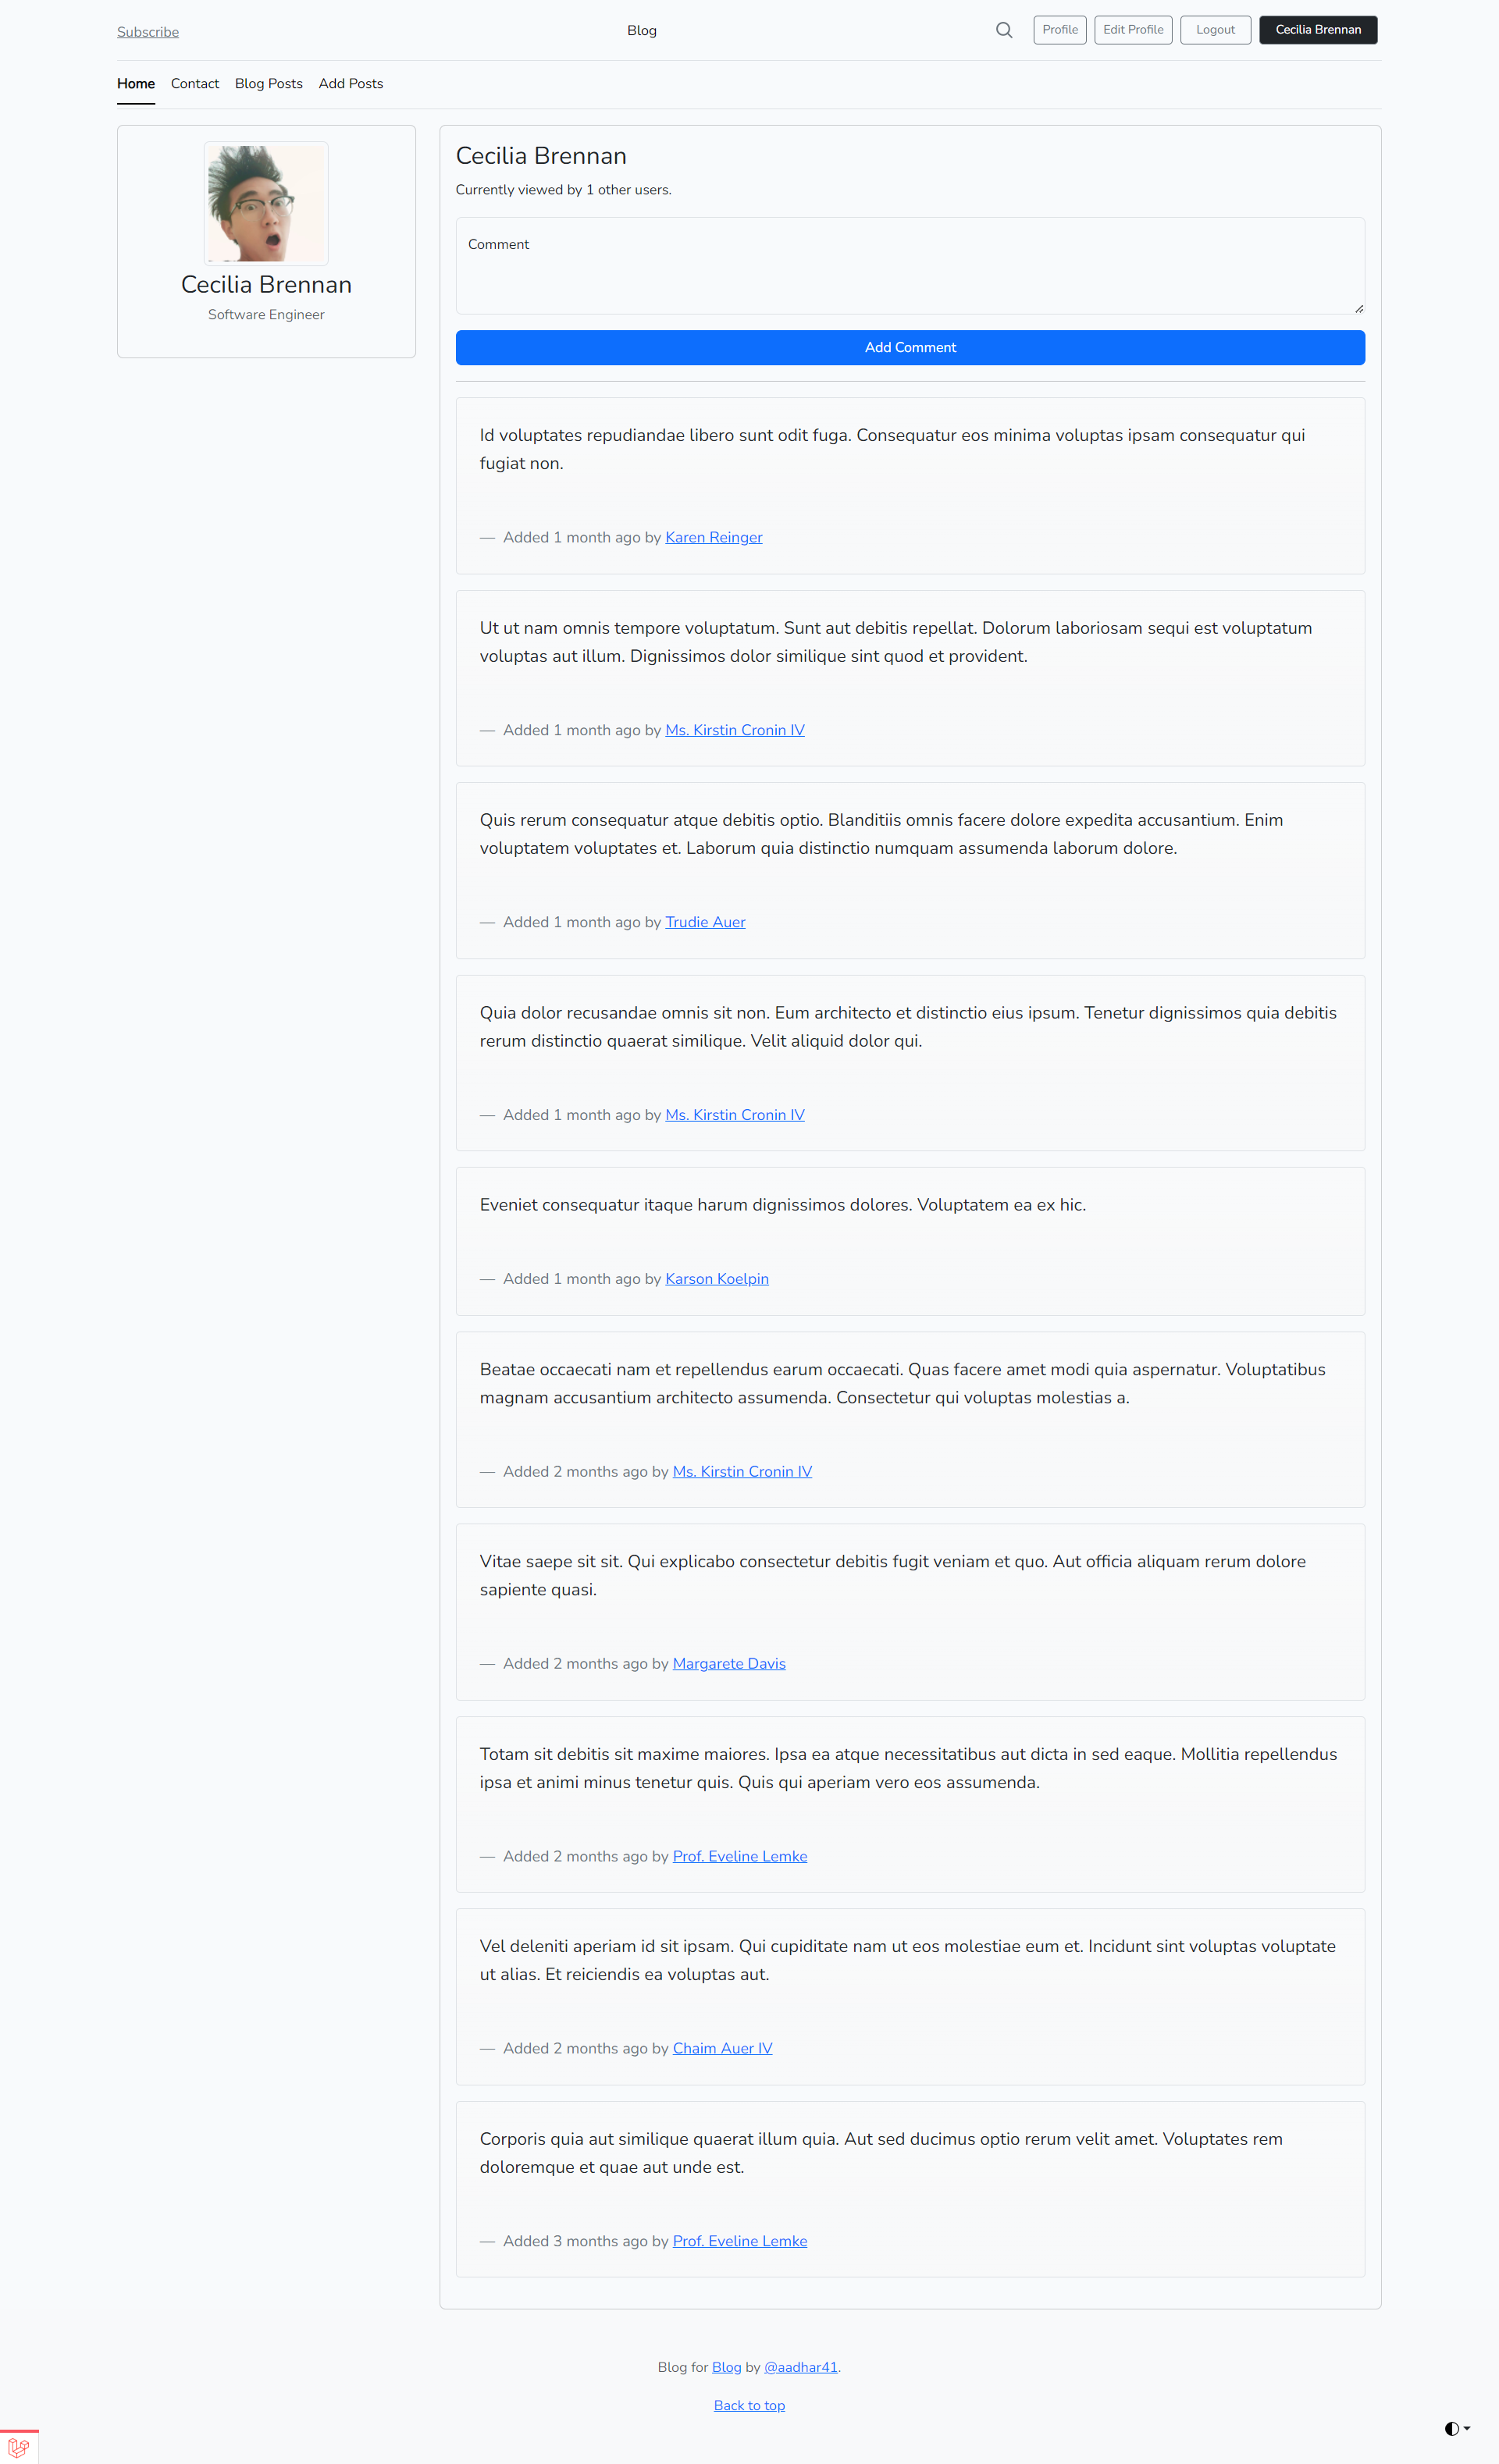 Subscribe
Blog
Profile
Edit Profile
Logout
Cecilia Brennan
Home
Contact
Blog Posts
Add Posts
Cecilia Brennan
Software Engineer
Cecilia Brennan
Currently viewed by 1 other users.
Comment
Add Comment
Id voluptates repudiandae libero sunt odit fuga. Consequatur eos minima voluptas ipsam consequatur qui
fugiat non.
— Added 1 month ago by Karen Reinger
Ut ut nam omnis tempore voluptatum. Sunt aut debitis repellat. Dolorum laboriosam sequi est voluptatum
voluptas aut illum. Dignissimos dolor similique sint quod et provident.
— Added 1 month ago by Ms. Kirstin Cronin IV
Quis rerum consequatur atque debitis optio. Blanditiis omnis facere dolore expedita accusantium. Enim
voluptatem voluptates et. Laborum quia distinctio numquam assumenda laborum dolore.
— Added 1 month ago by Trudie Auer
Quia dolor recusandae omnis sit non. Eum architecto et distinctio eius ipsum. Tenetur dignissimos quia debitis
rerum distinctio quaerat similique. Velit aliquid dolor qui.
— Added 1 month ago by Ms. Kirstin Cronin IV
Eveniet consequatur itaque harum dignissimos dolores. Voluptatem ea ex hic.
— Added 1 month ago by Karson Koelpin
Beatae occaecati nam et repellendus earum occaecati. Quas facere amet modi quia aspernatur. Voluptatibus
magnam accusantium architecto assumenda. Consectetur qui voluptas molestias a.
— Added 2 months ago by Ms. Kirstin Cronin IV
Vitae saepe sit sit. Qui explicabo consectetur debitis fugit veniam et quo. Aut officia aliquam rerum dolore
sapiente quasi.
— Added 2 months ago by Margarete Davis
Totam sit debitis sit maxime maiores. Ipsa ea atque necessitatibus aut dicta in sed eaque. Mollitia repellendus
ipsa et animi minus tenetur quis. Quis qui aperiam vero eos assumenda.
— Added 2 months ago by Prof. Eveline Lemke
Vel deleniti aperiam id sit ipsam. Qui cupiditate nam ut eos molestiae eum et. Incidunt sint voluptas voluptate
ut alias. Et reiciendis ea voluptas aut.
— Added 2 months ago by Chaim Auer IV
Corporis quia aut similique quaerat illum quia. Aut sed ducimus optio rerum velit amet. Voluptates rem
doloremque et quae aut unde est.
— Added 3 months ago by Prof. Eveline Lemke
Blog for Blog by @aadhar41.
Back to top